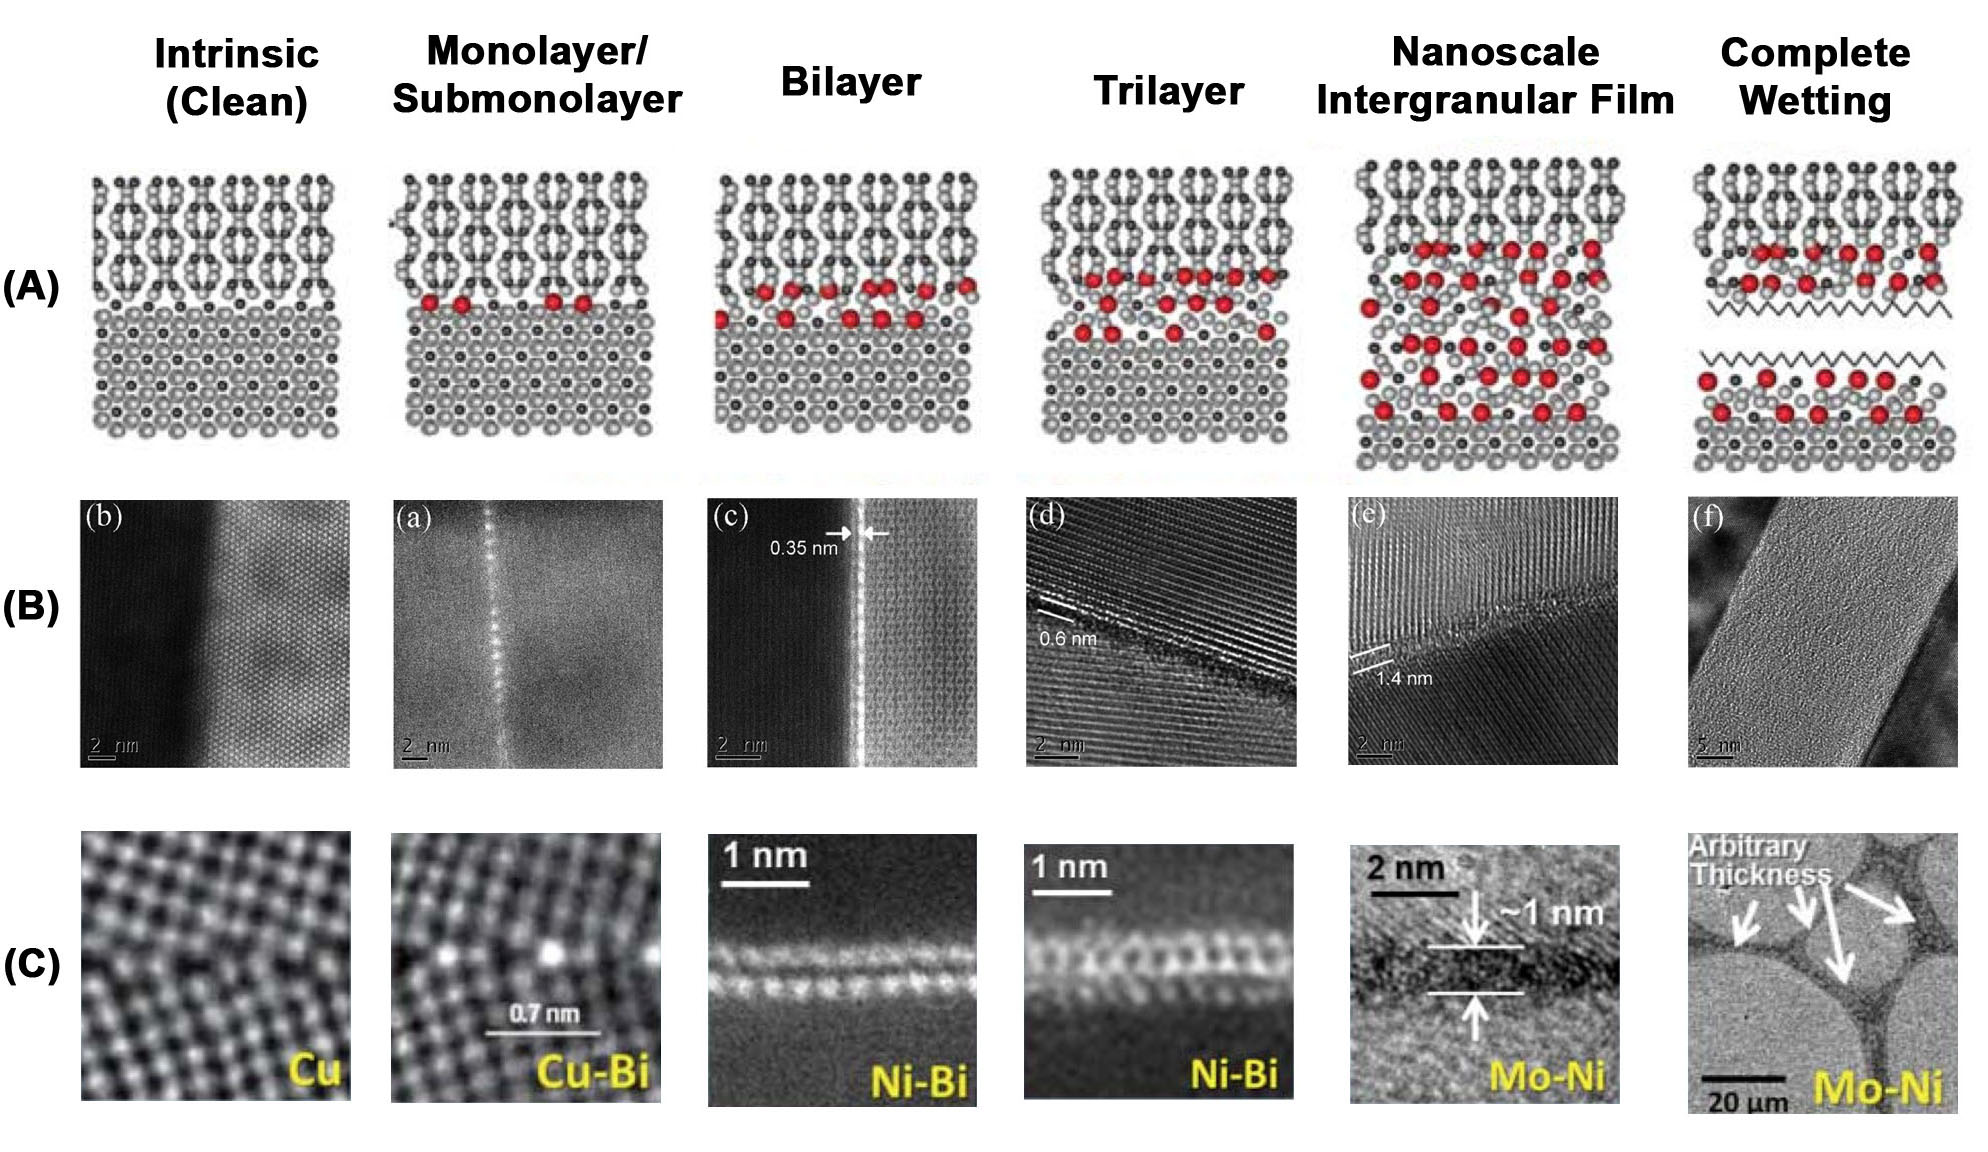 Intrinsic
(Clean)
Monolayer/
Submonolayer
Bilayer
Trilayer
Nanoscale
Intergranular Film
Complete
Wetting
(A)
(B)
(b)
2 nm
(a)
2 nm
(c)
0.35 nm
2 nm
(d)
0.6 nm
2 nm
(e)
1.4 nm
2 nm
(f)
5 nm
(C)
Cu
0.7 nm
Cu-Bi
1 nm
Ni-Bi
1 nm
Ni-Bi
2 nm
~1 nm
Mo-Ni
Arbitrary
Thickness
20 μm
Mo-Ni